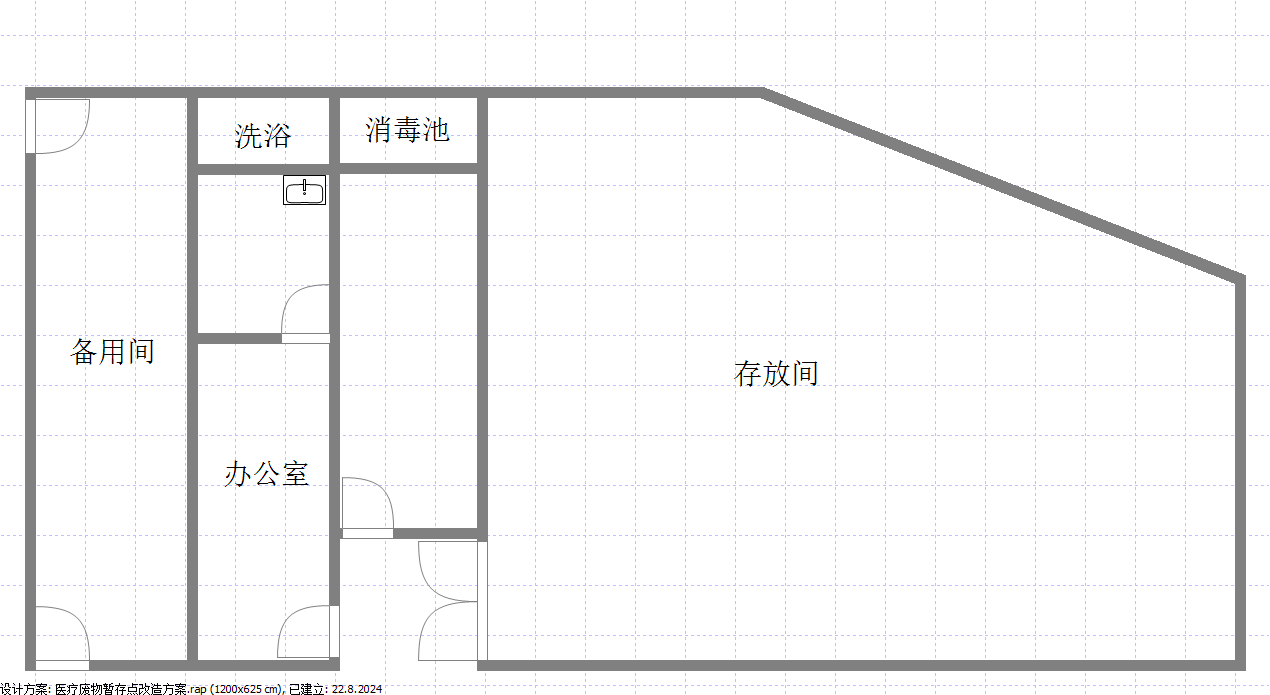 洗浴
消毒池
备用间
存放间
办公室
设计方案: 医疗废物暂存点改造方案.rap (1200x625 cm), 已建立: 22.8.2024